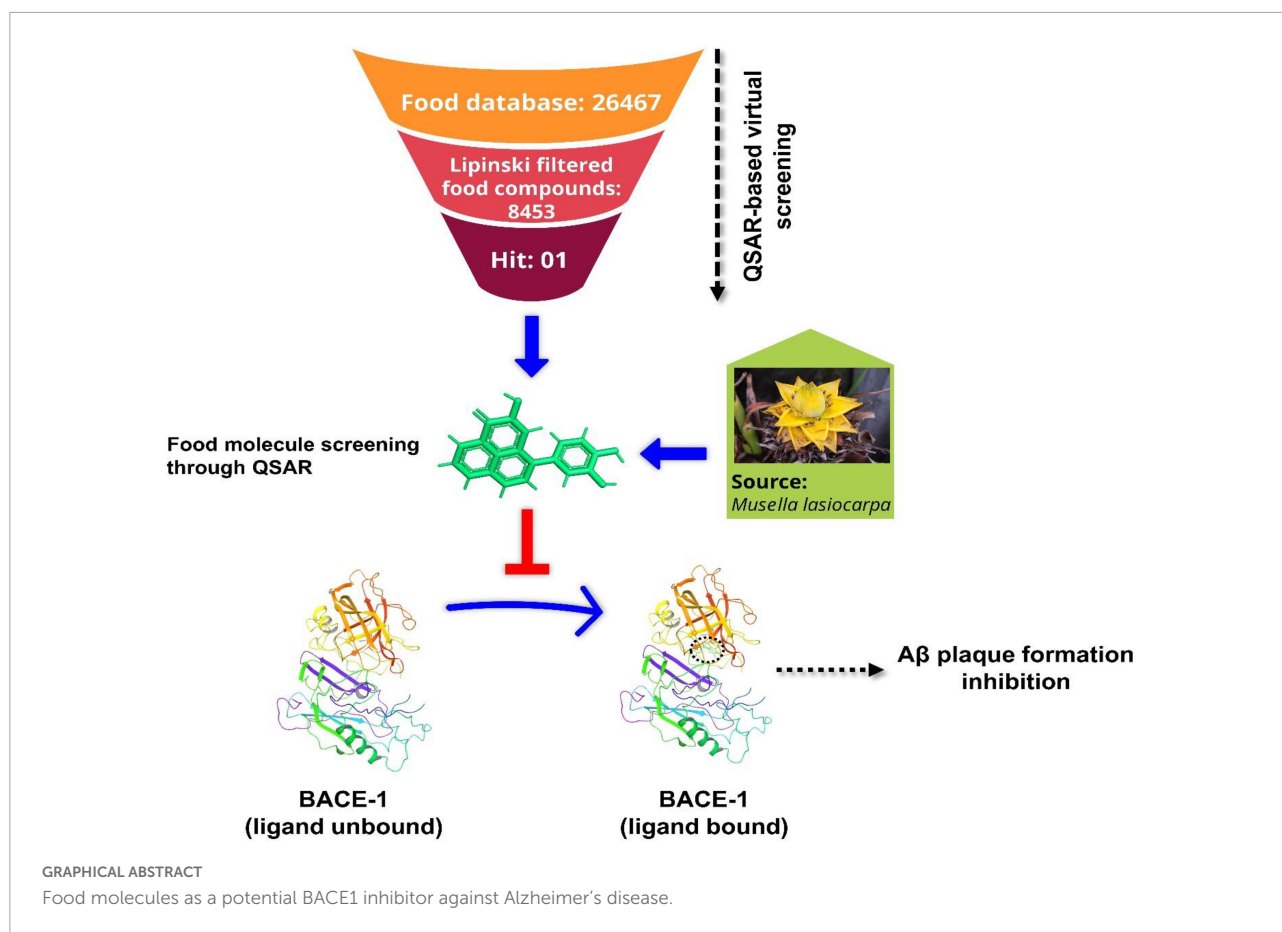 Food database: 26467
Lipinski filtered
food compounds:
8453
Hit: 01
QSAR-based virtual
screening
Food molecule screening
through QSAR
Source:
Musella lasiocarpa
BACE-1
(ligand unbound)
BACE-1
(ligand bound)
Aβ plaque formation
inhibition
GRAPHICAL ABSTRACT
Food molecules as a potential BACE1 inhibitor against Alzheimer’s disease.